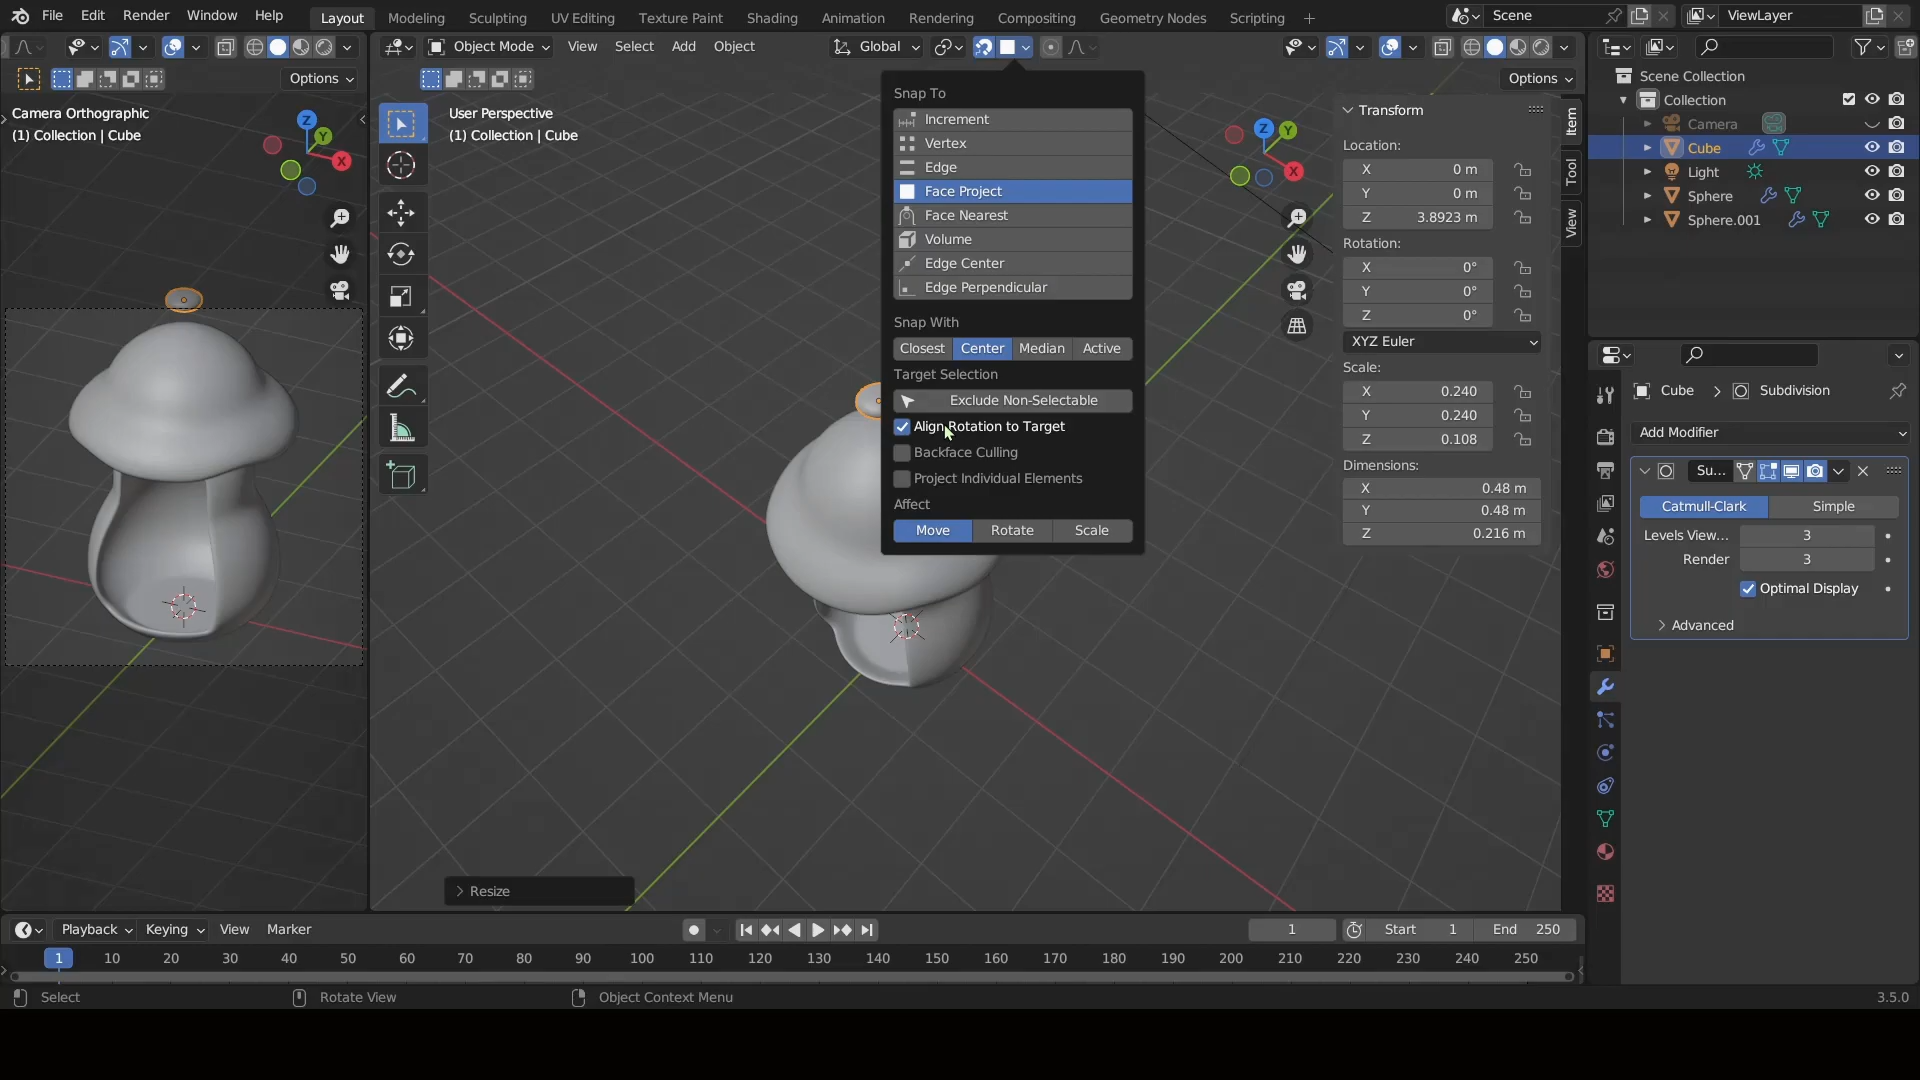 File Edit Render Window Help Layout Modeling Sculpting UV Editing Texture Paint Shading Animation Rendering Compositing Geometry Nodes Scripting + Scene ViewLayer
Object Mode View Select Add Object Global
Options
Options
Camera Orthographic
(1) Collection | Cube
User Perspective
(1) Collection | Cube
Snap To
Increment
Vertex
Edge
Face Project
Face Nearest
Volume
Edge Center
Edge Perpendicular
Snap With
Closest Center Median Active
Target Selection
Exclude Non-Selectable
Align Rotation to Target
Backface Culling
Project Individual Elements
Affect
Move Rotate Scale
Z
Y
X
Z
Y
X
Transform
Location:
X 0 m
Y 0 m
Z 3.8923 m
Rotation:
X 0°
Y 0°
Z 0°
XYZ Euler
Scale:
X 0.240
Y 0.240
Z 0.108
Dimensions:
X 0.48 m
Y 0.48 m
Z 0.216 m
Item
Tool
View
Scene Collection
Collection
Camera
Cube
Light
Sphere
Sphere.001
Cube > Subdivision
Add Modifier
Su...
Catmull-Clark Simple
Levels View... 3
Render 3
Optimal Display
Advanced
Resize
Playback Keying View Marker 1 Start 1 End 250
1 10 20 30 40 50 60 70 80 90 100 110 120 130 140 150 160 170 180 190 200 210 220 230 240 250
Select Rotate View Object Context Menu 3.5.0